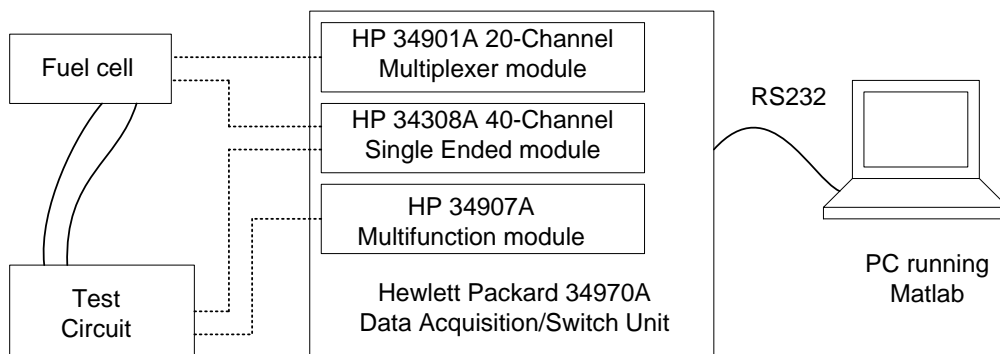 Fuel cell
HP 34901A 20-Channel
Multiplexer module
HP 34308A 40-Channel
Single Ended module
HP 34907A
Multifunction module
Hewlett Packard 34970A
Data Acquisition/Switch Unit
Test
Circuit
RS232
PC running
Matlab